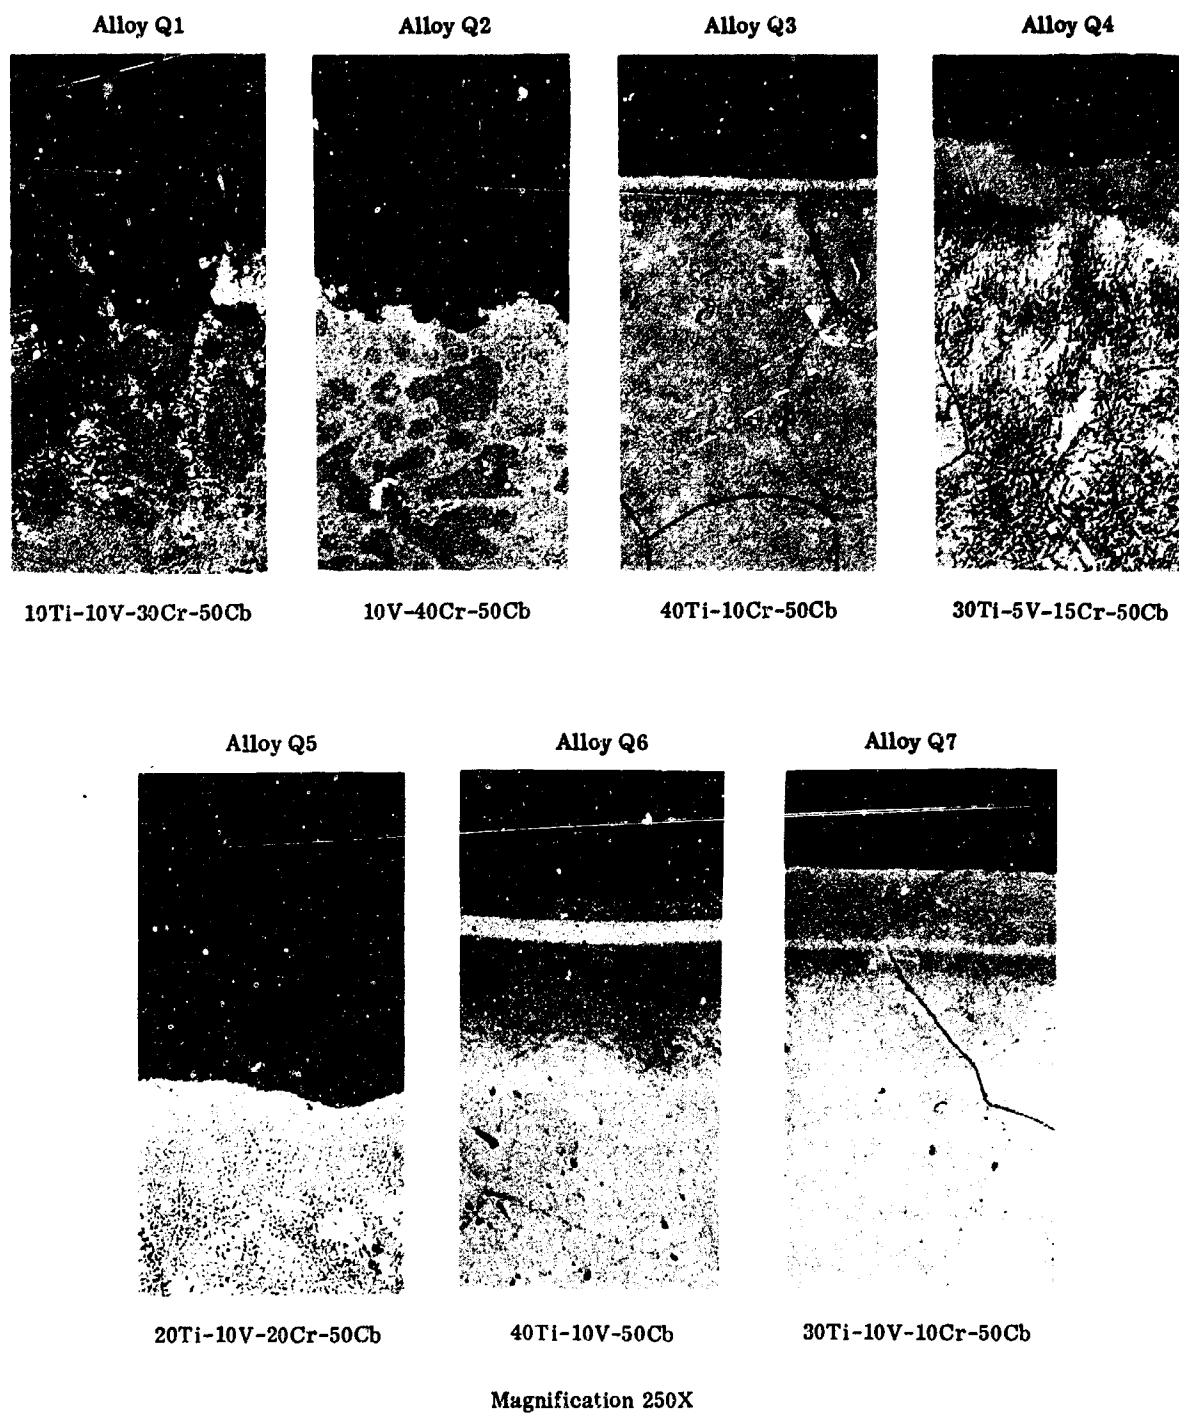 Alloy Q1 Alloy Q2 Alloy Q3 Alloy Q4
10Ti-10V-30Cr-50Cb 10V-40Cr-50Cb 40Ti-10Cr-50Cb 30Ti-5V-15Cr-50Cb
Alloy Q5 Alloy Q6 Alloy Q7
20Ti-10V-20Cr-50Cb 40Ti-10V-50Cb 30Ti-10V-10Cr-50Cb
Magnification 250X